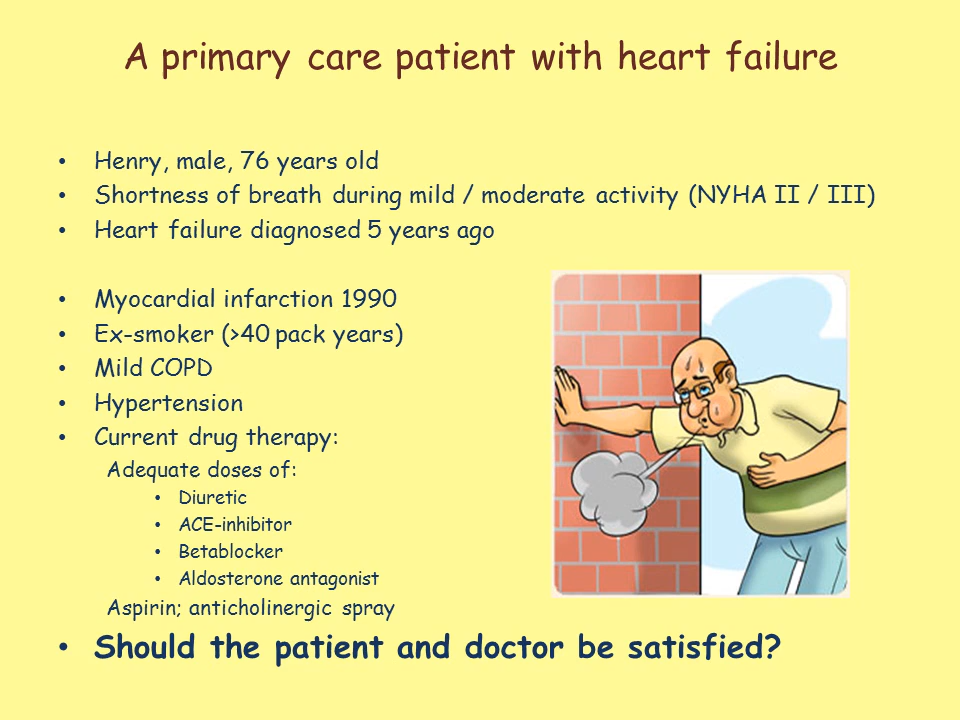 A primary care patient with heart failure
• Henry, male, 76 years old
• Shortness of breath during mild / moderate activity (NYHA II / III)
• Heart failure diagnosed 5 years ago
• Myocardial infarction 1990
• Ex-smoker (>40 pack years)
• Mild COPD
• Hypertension
• Current drug therapy:
Adequate doses of:
• Diuretic
• ACE-inhibitor
• Betablocker
• Aldosterone antagonist
Aspirin; anticholinergic spray
• Should the patient and doctor be satisfied?